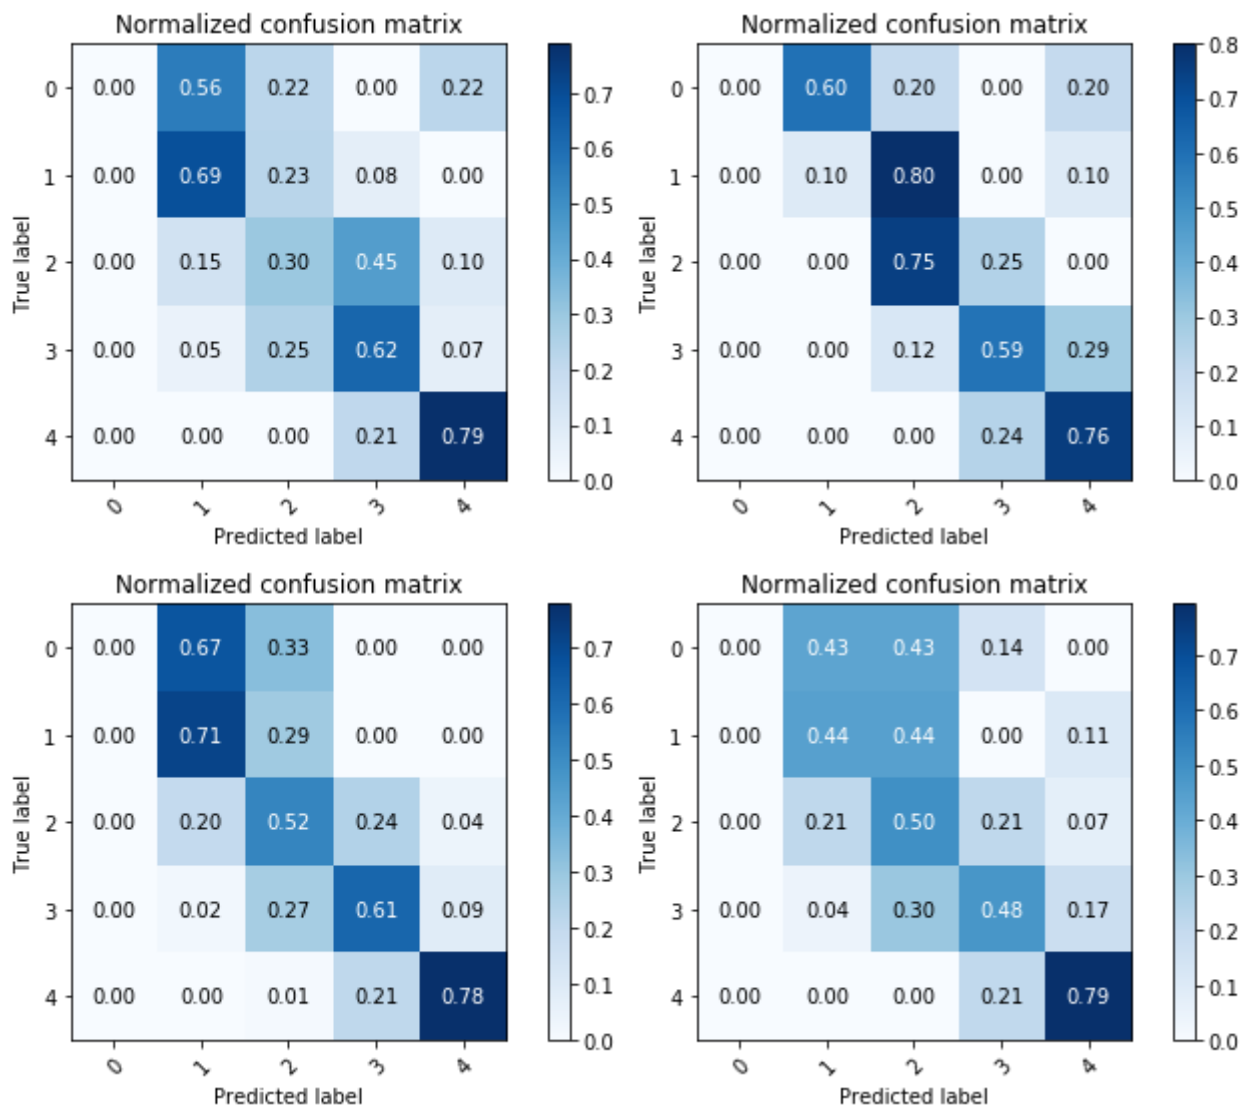 Normalized confusion matrix
True label
0 0.00 0.56 0.22 0.00 0.22
1 0.00 0.69 0.23 0.08 0.00
2 0.00 0.15 0.30 0.45 0.10
3 0.00 0.05 0.25 0.62 0.07
4 0.00 0.00 0.00 0.21 0.79
0 1 2 3 4
Predicted label
0.7
0.6
0.5
0.4
0.3
0.2
0.1
0.0
Normalized confusion matrix
True label
0 0.00 0.60 0.20 0.00 0.20
1 0.00 0.10 0.80 0.00 0.10
2 0.00 0.00 0.75 0.25 0.00
3 0.00 0.00 0.12 0.59 0.29
4 0.00 0.00 0.00 0.24 0.76
0 1 2 3 4
Predicted label
0.8
0.7
0.6
0.5
0.4
0.3
0.2
0.1
0.0
Normalized confusion matrix
True label
0 0.00 0.67 0.33 0.00 0.00
1 0.00 0.71 0.29 0.00 0.00
2 0.00 0.20 0.52 0.24 0.04
3 0.00 0.02 0.27 0.61 0.09
4 0.00 0.00 0.01 0.21 0.78
0 1 2 3 4
Predicted label
0.7
0.6
0.5
0.4
0.3
0.2
0.1
0.0
Normalized confusion matrix
True label
0 0.00 0.43 0.43 0.14 0.00
1 0.00 0.44 0.44 0.00 0.11
2 0.00 0.21 0.50 0.21 0.07
3 0.00 0.04 0.30 0.48 0.17
4 0.00 0.00 0.00 0.21 0.79
0 1 2 3 4
Predicted label
0.7
0.6
0.5
0.4
0.3
0.2
0.1
0.0